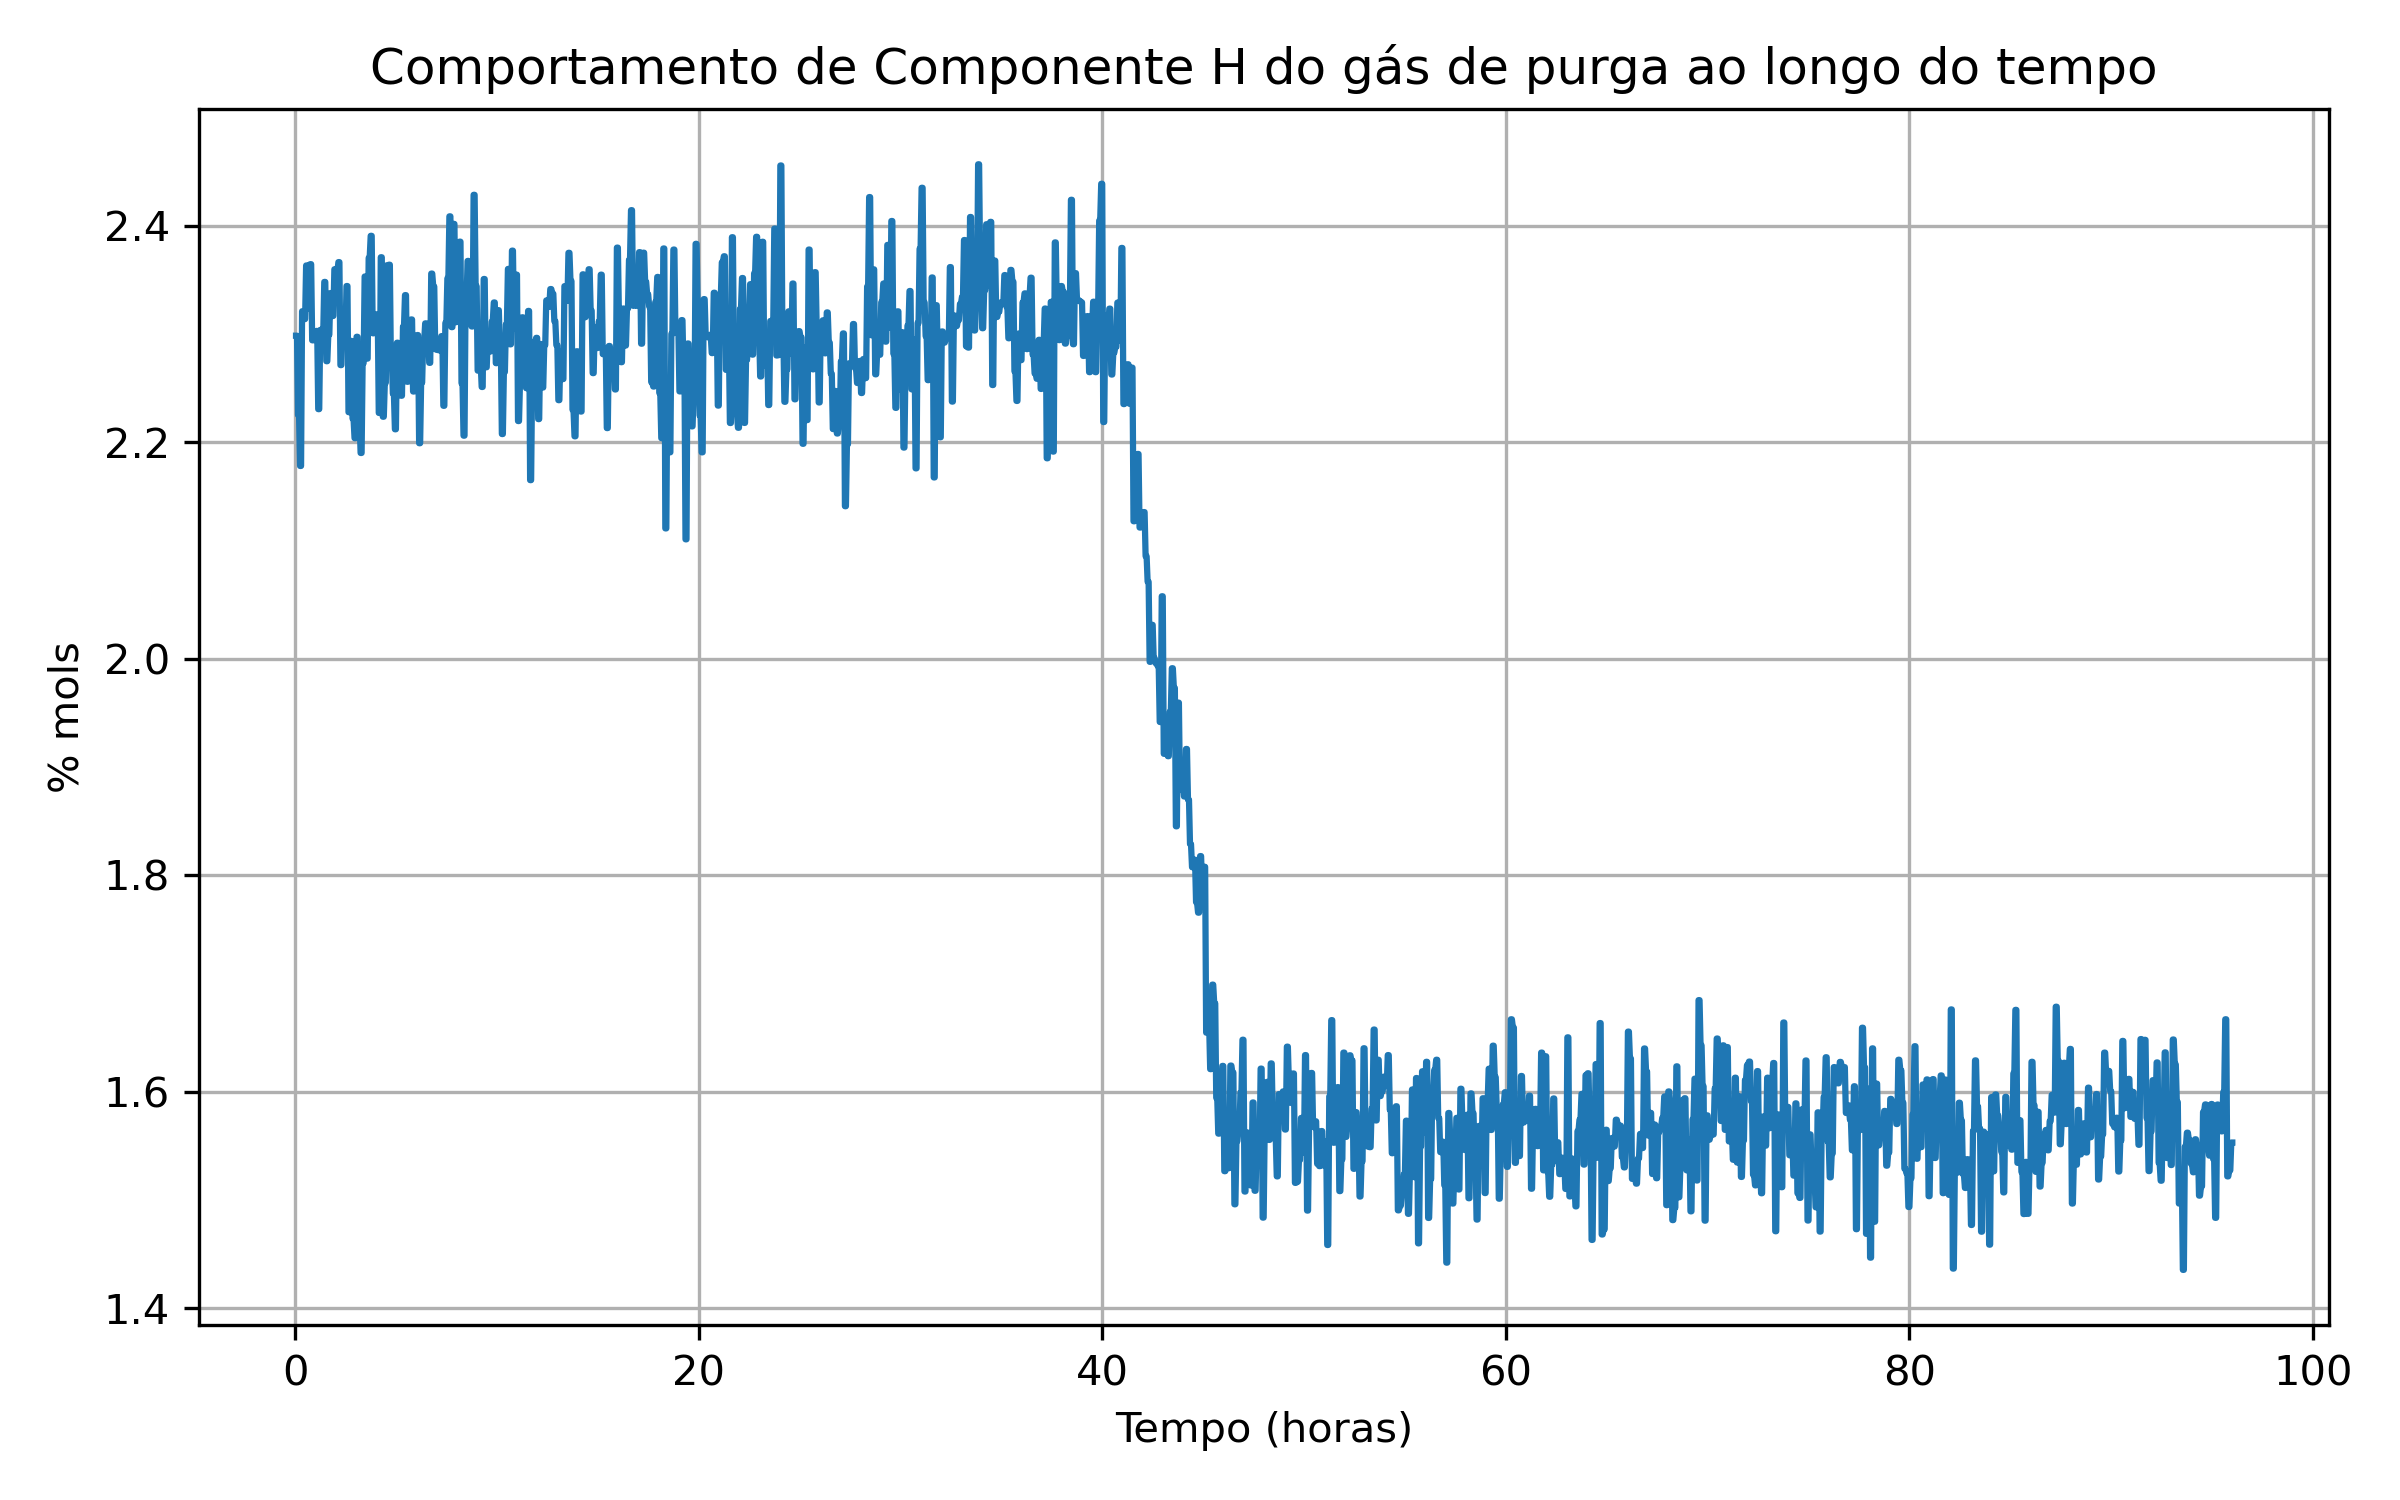 Comportamento de Componente H do gás de purga ao longo do tempo
% mols
2.4
2.2
2.0
1.8
1.6
1.4
0 20 40 60 80 100
Tempo (horas)